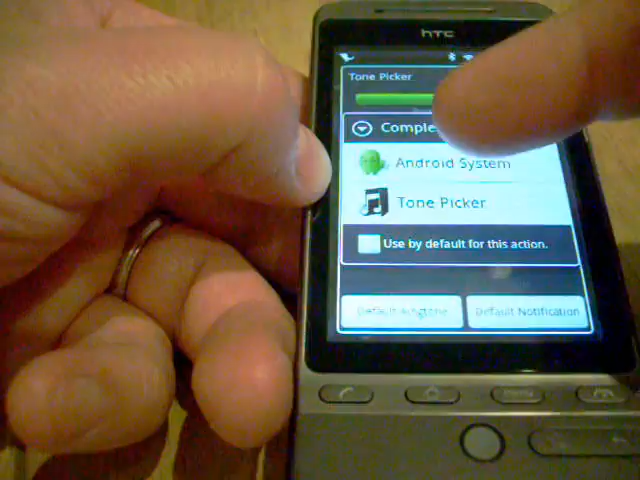 htc
Tone Picker
Comple
Android System
Tone Picker
Use by default for this action.
Default Ringtone
Default Notification